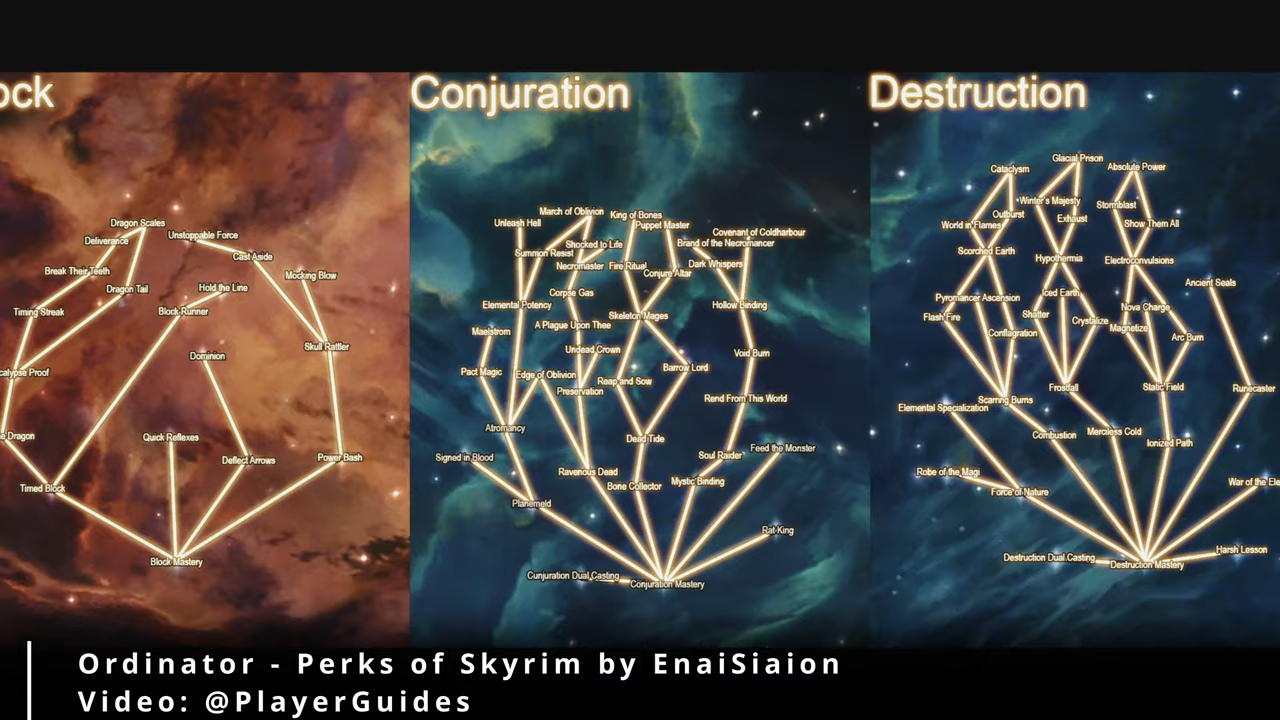 ock
Dragon Scales
Deliverance
Unstoppable Force
Cast Aside
Break Their Teeth
Mocking Blow
Dragon Tail
Hold the Line
Timing Streak
Block Runner
Skull Rattler
Dominion
calypse Proof
e Dragon
Quick Reflexes
Deflect Arrows
Power Bash
Timed Block
Block Mastery
Conjuration
March of Oblivion
King of Bones
Unleash Hell
Puppet Master
Covenant of Coldharbour
Shocked to Life
Brand of the Necromancer
Summon Resist
Necromaster
Fire Ritual
Dark Whispers
Conjure Altar
Corpse Gas
Elemental Potency
Hollow Binding
Skeleton Mages
A Plague Upon Thee
Maelstrom
Undead Crown
Void Burn
Barrow Lord
Pact Magic
Edge of Oblivion
Reap and Sow
Preservation
Rend From This World
Atromancy
Dead Tide
Feed the Monster
Signed in Blood
Soul Raider
Ravenous Dead
Mystic Binding
Bone Collector
Planemeld
Rat King
Cunjuration Dual Casting
Conjuration Mastery
Destruction
Glacial Prison
Cataclysm
Absolute Power
Winter's Majesty
Stormblast
Outburst
Exhaust
World in Flames
Show Them All
Scorched Earth
Hypothermia
Electroconvulsions
Ancient Seals
Iced Earth
Pyromancer Ascension
Nova Charge
Flash Fire
Shatter
Crystalize
Magnetize
Conflagration
Arc Burn
Frostfall
Static Field
Runecaster
Scarring Burns
Elemental Specialization
Combustion
Merciless Cold
Ionized Path
Robe of the Magi
Force of Nature
War of the Ele
Destruction Dual Casting
Harsh Lesson
Destruction Mastery
Ordinator - Perks of Skyrim by EnaiSiaion
Video: @PlayerGuides